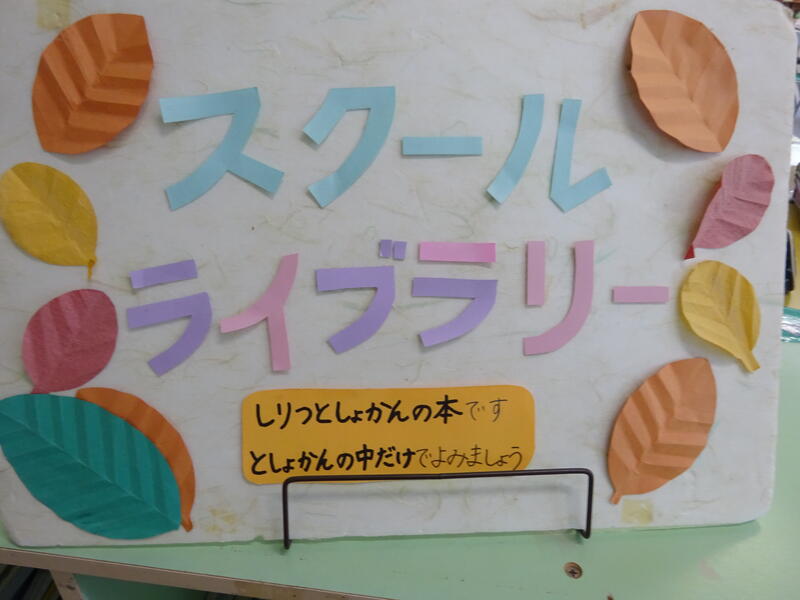 スクール
ライブラリー
しりつとしょかんの本です
としょかんの中だけでよみましょう